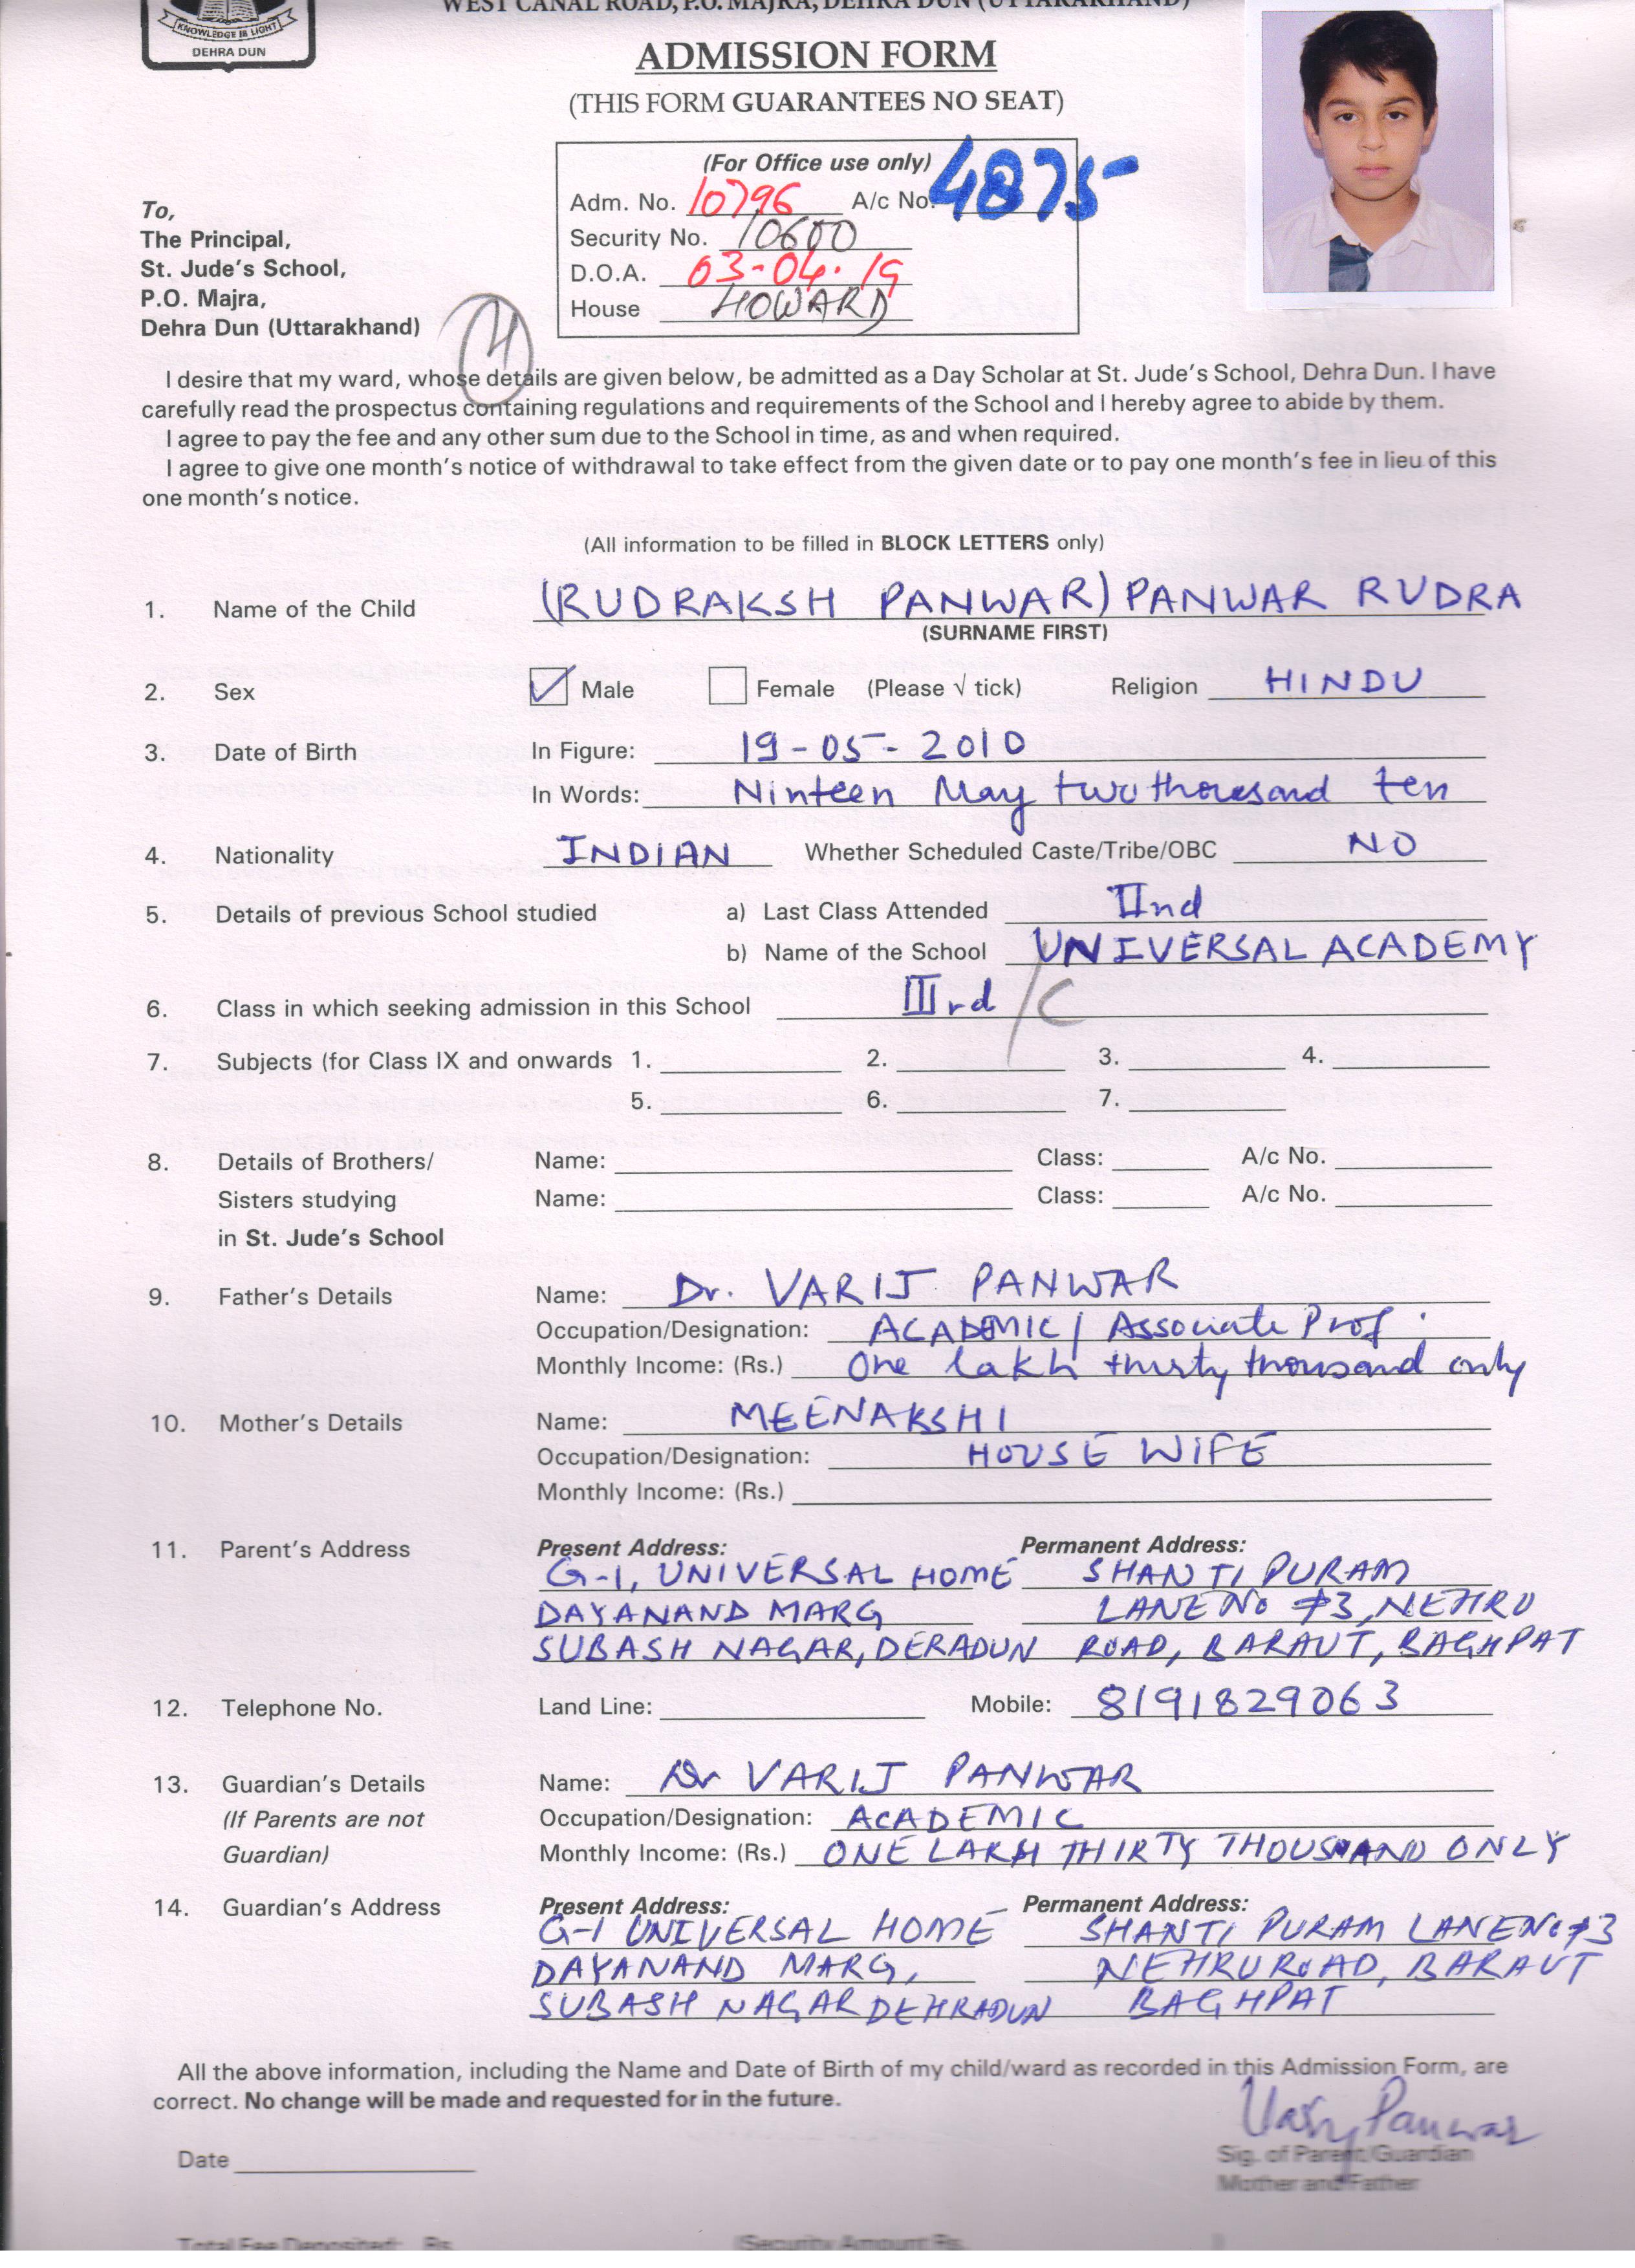 WEST CANAL ROAD, P.O. MAJRA, DEHRA DUN (UTTARAKHAND)
KNOWLEDGE IS LIGHT
DEHRA DUN
ADMISSION FORM
(THIS FORM GUARANTEES NO SEAT)
(For Office use only)
Adm. No. 10796 A/c No. 4875
Security No. 10600
D.O.A. 03-04-19
House HOWARD
To,
The Principal,
St. Jude's School,
P.O. Majra,
Dehra Dun (Uttarakhand)
I desire that my ward, whose details are given below, be admitted as a Day Scholar at St. Jude's School, Dehra Dun. I have
carefully read the prospectus containing regulations and requirements of the School and I hereby agree to abide by them.
I agree to pay the fee and any other sum due to the School in time, as and when required.
I agree to give one month's notice of withdrawal to take effect from the given date or to pay one month's fee in lieu of this
one month's notice.
(All information to be filled in BLOCK LETTERS only)
1. Name of the Child (RUDRAKSH PANWAR) PANWAR RUDRA
(SURNAME FIRST)
2. Sex ✓ Male Female (Please √ tick) Religion HINDU
3. Date of Birth In Figure: 19-05-2010
In Words: Ninteen May two thousand ten
4. Nationality INDIAN Whether Scheduled Caste/Tribe/OBC NO
5. Details of previous School studied a) Last Class Attended IInd
b) Name of the School UNIVERSAL ACADEMY
6. Class in which seeking admission in this School IIIrd / C
7. Subjects (for Class IX and onwards 1. 2. 3. 4.
5. 6. 7.
8. Details of Brothers/ Name: Class: A/c No.
Sisters studying Name: Class: A/c No.
in St. Jude's School
9. Father's Details Name: Dr. VARIJ PANWAR
Occupation/Designation: ACADEMIC / Associate Prof.
Monthly Income: (Rs.) One lakh thirty thousand only
10. Mother's Details Name: MEENAKSHI
Occupation/Designation: HOUSE WIFE
Monthly Income: (Rs.)
11. Parent's Address Present Address: Permanent Address:
G-1, UNIVERSAL HOME SHANTI PURAM
DAYANAND MARG LANE NO #3, NEHRU
SUBASH NAGAR, DERADUN ROAD, BARAUT, BAGHPAT
12. Telephone No. Land Line: Mobile: 8191829063
13. Guardian's Details Name: Dr VARIJ PANWAR
(If Parents are not Occupation/Designation: ACADEMIC
Guardian) Monthly Income: (Rs.) ONE LAKH THIRTY THOUSAND ONLY
14. Guardian's Address Present Address: Permanent Address:
G-1 UNIVERSAL HOME SHANTI PURAM LANE NO #3
DAYANAND MARG, NEHRU ROAD, BARAUT
SUBASH NAGAR DEHRADUN BAGHPAT
All the above information, including the Name and Date of Birth of my child/ward as recorded in this Admission Form, are
correct. No change will be made and requested for in the future.
Varij Panwar
Date Sig. of Parent/Guardian
Mother and Father
Total Fee Deposited: Rs. (Security Amount Rs.